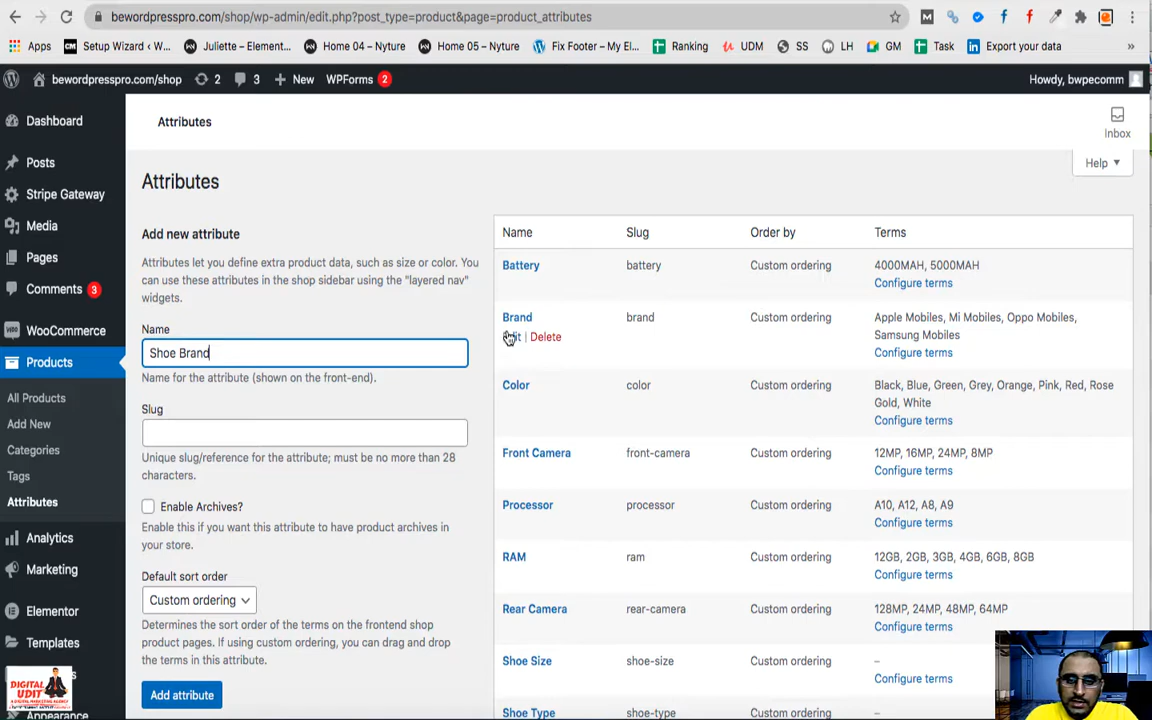 bewordpresspro.com/shop/wp-admin/edit.php?post_type=product&page=product_attributes
Apps
Setup Wizard ‹ W...
Juliette – Element...
Home 04 – Nyture
Home 05 - Nyture
Fix Footer – My El...
Ranking
UDM
SS
LH
GM
Task
Export your data
»
bewordpresspro.com/shop
2
3
New
WPForms 2
Howdy, bwpecomm
Dashboard
Posts
Stripe Gateway
Media
Pages
Comments 3
WooCommerce
Products
All Products
Add New
Categories
Tags
Attributes
Analytics
Marketing
Elementor
Templates
Appearance
DIGITAL
UDIT
A DIGITAL MARKETING AGENCY
Attributes
Inbox
Help
Attributes
Add new attribute
Attributes let you define extra product data, such as size or color. You
can use these attributes in the shop sidebar using the "layered nav"
widgets.
Name
Shoe Brand
Name for the attribute (shown on the front-end).
Slug
Unique slug/reference for the attribute; must be no more than 28
characters.
Enable Archives?
Enable this if you want this attribute to have product archives in
your store.
Default sort order
Custom ordering
Determines the sort order of the terms on the frontend shop
product pages. If using custom ordering, you can drag and drop
the terms in this attribute.
Add attribute
Name Slug Order by Terms
Battery battery Custom ordering 4000MAH, 5000MAH
Configure terms
Brand brand Custom ordering Apple Mobiles, Mi Mobiles, Oppo Mobiles,
| Delete Samsung Mobiles
Configure terms
Color color Custom ordering Black, Blue, Green, Grey, Orange, Pink, Red, Rose
Gold, White
Configure terms
Front Camera front-camera Custom ordering 12MP, 16MP, 24MP, 8MP
Configure terms
Processor processor Custom ordering A10, A12, A8, A9
Configure terms
RAM ram Custom ordering 12GB, 2GB, 3GB, 4GB, 6GB, 8GB
Configure terms
Rear Camera rear-camera Custom ordering 128MP, 24MP, 48MP, 64MP
Configure terms
Shoe Size shoe-size Custom ordering –
Configure terms
Shoe Type shoe-type Custom ordering –